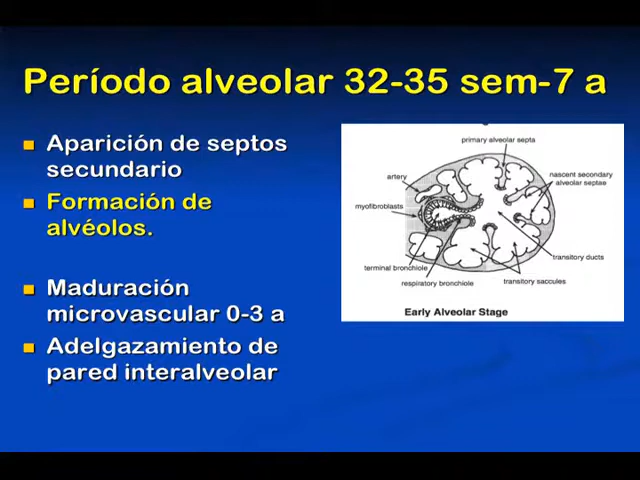 Período alveolar 32-35 sem-7 a
Aparición de septos
secundario
Formación de
alvéolos.
Maduración
microvascular 0-3 a
Adelgazamiento de
pared interalveolar
primary alveolar septa
artery
nascent secondary
alveolar septae
myofibroblasts
transitory ducts
terminal bronchiole
respiratory bronchiole
transitory saccules
Early Alveolar Stage